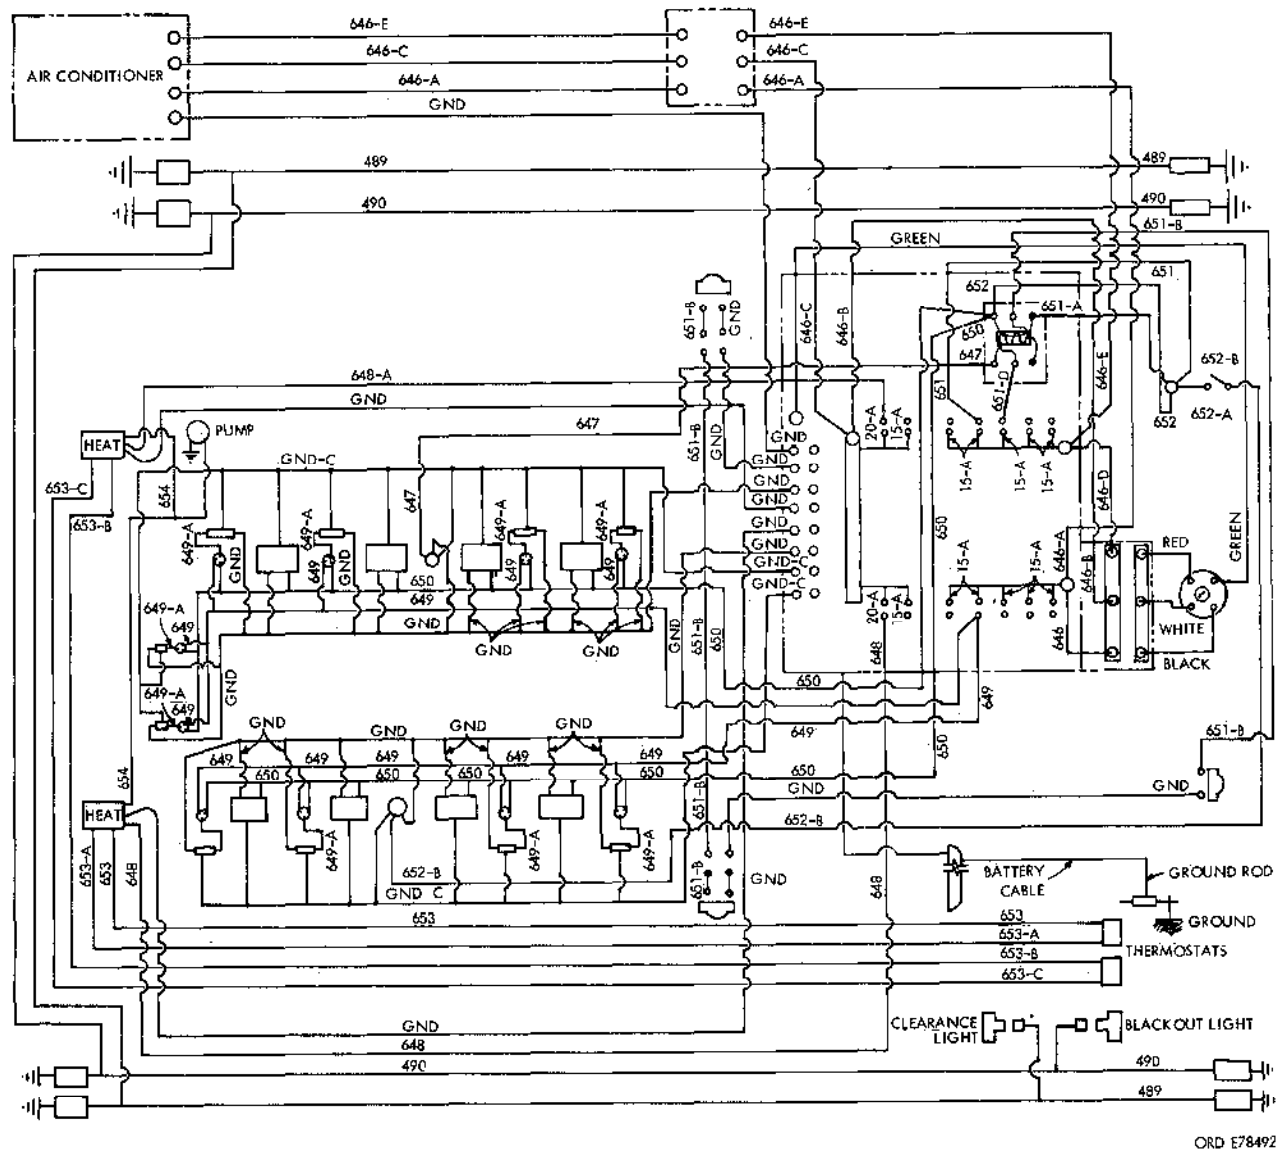 646-E
646-E
646-C
646-C
AIR CONDITIONER
646-A
646-A
GND
489
489
490
490
651-B
GREEN
651
652
651-A
646-C
646-B
651-B
GND
650
647
646-E
652-B
648-A
651
651-D
652-A
652
GND
647
20-A
15-A
651-B
GND
HEAT
PUMP
GND
GND-C
GND
653-C
654
647
GND
15-A
15-A
15-A
646-D
653-B
GND
649-A
649-A
649-A
649-A
GND
GND
GREEN
650
GND
GND
649
649
649
GND-C
650
GND-C
15-A
15-A
646-A
646-B
RED
649
649-A
649
GND
20-A
15-A
WHITE
GND
GND
GND
651-B
650
648
646
BLACK
649-A
649
GND
650
649
GND
GND
GND
GND
649
650
651-B
649
649
649
649
654
650
650
650
650
650
651-B
GND
GND
HEAT
652-B
653-A
653
648
649-A
649-A
649-A
652-B
GND C
651-B
GND
648
BATTERY
CABLE
GROUND ROD
653
653
GROUND
653-A
653-B
THERMOSTATS
653-C
GND
CLEARANCE
LIGHT
BLACKOUT LIGHT
648
490
490
489
ORD E78492